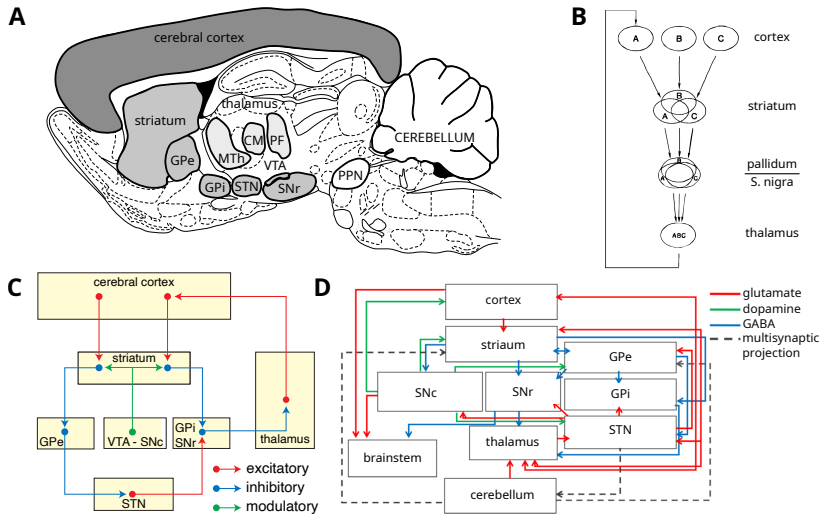 A
cerebral cortex
striatum
thalamus
GPe
MTh
CM
PF
VTA
GPi
STN
SNr
PPN
CEREBELLUM
B
A
B
C
cortex
B
A
C
striatum
B
A
C
pallidum
S. nigra
ABC
thalamus
C
cerebral cortex
striatum
GPe
VTA - SNc
GPi
SNr
thalamus
STN
excitatory
inhibitory
modulatory
D
cortex
striaum
GPe
SNc
SNr
GPi
STN
thalamus
brainstem
cerebellum
glutamate
dopamine
GABA
multisynaptic
projection